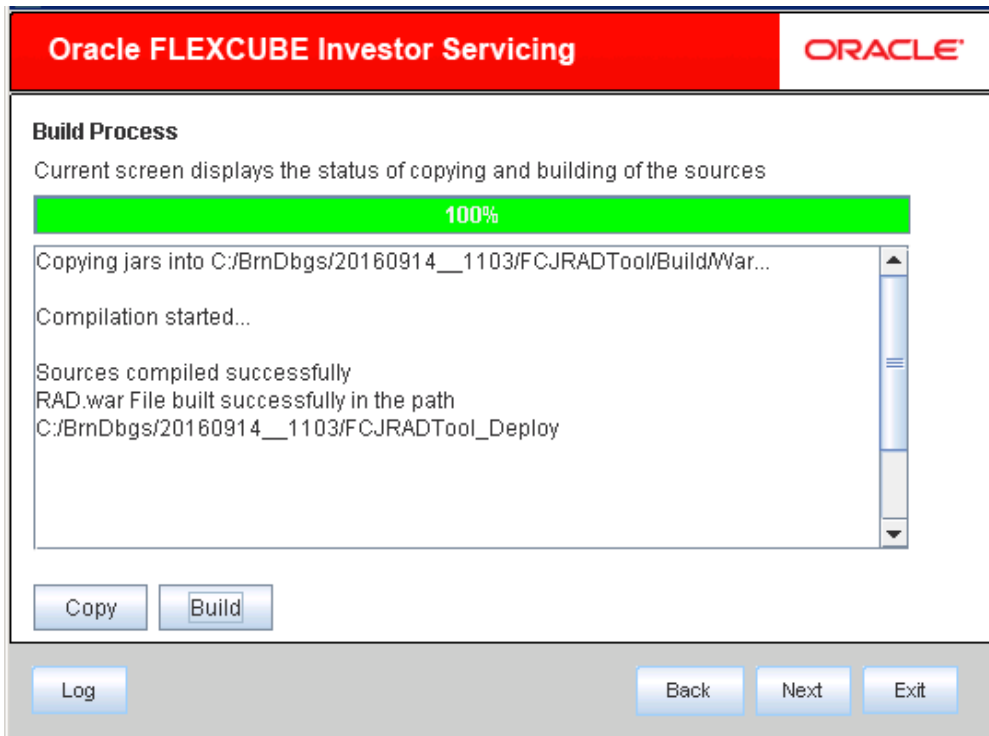 Oracle FLEXCUBE Investor Servicing
ORACLE
Build Process
Current screen displays the status of copying and building of the sources
100%
Copying jars into C:/BrnDbgs/20160914__1103/FCJRADTool/Build/War...
Compilation started...
Sources compiled successfully
RAD.war File built successfully in the path
C:/BrnDbgs/20160914__1103/FCJRADTool_Deploy
Copy
Build
Log
Back
Next
Exit